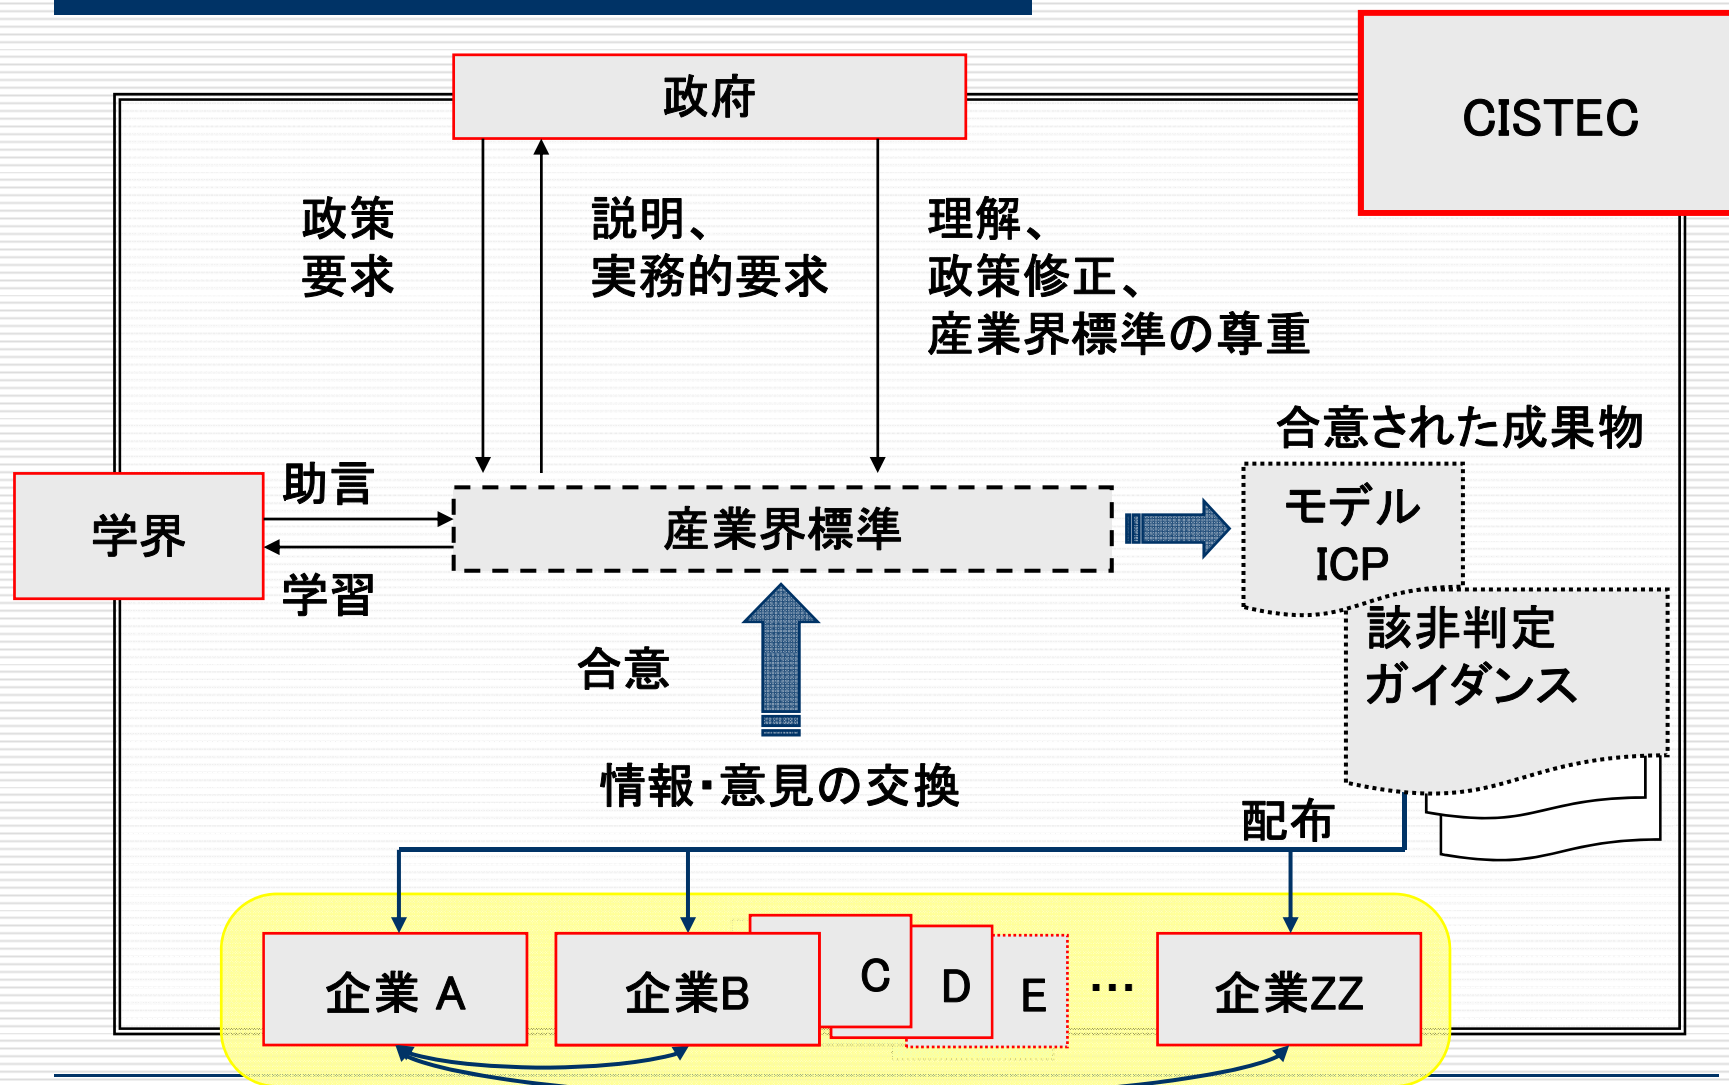 政府
CISTEC
政策
要求
説明、
実務的要求
理解、
政策修正、
産業界標準の尊重
合意された成果物
学界
助言
学習
産業界標準
モデル
ICP
該非判定
ガイダンス
合意
情報・意見の交換
配布
企業 A
企業B
C
D
E
…
企業ZZ